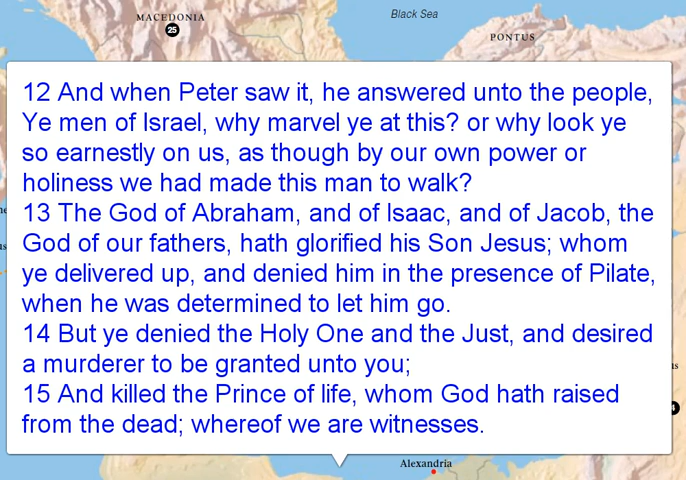 MACEDONIA
25
Black Sea
PONTUS
12 And when Peter saw it, he answered unto the people,
Ye men of Israel, why marvel ye at this? or why look ye
so earnestly on us, as though by our own power or
holiness we had made this man to walk?
13 The God of Abraham, and of Isaac, and of Jacob, the
God of our fathers, hath glorified his Son Jesus; whom
ye delivered up, and denied him in the presence of Pilate,
when he was determined to let him go.
14 But ye denied the Holy One and the Just, and desired
a murderer to be granted unto you;
15 And killed the Prince of life, whom God hath raised
from the dead; whereof we are witnesses.
Alexandria